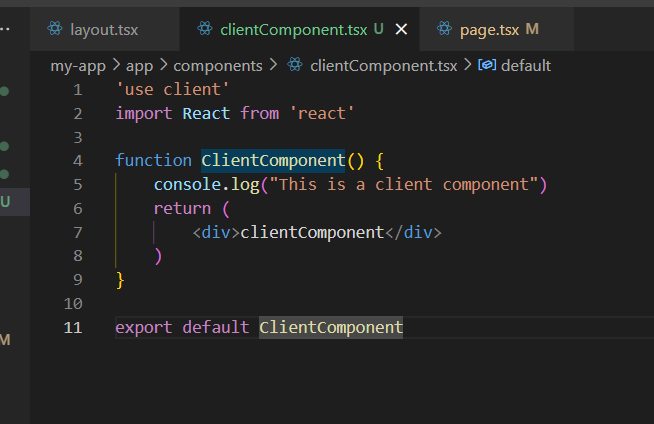 layout.tsx clientComponent.tsx U page.tsx M
my-app > app > components > clientComponent.tsx > default
1 'use client'
2 import React from 'react'
3
4 function ClientComponent() {
5 console.log("This is a client component")
6 return (
7 <div>clientComponent</div>
8 )
9 }
10
11 export default ClientComponent
U
M